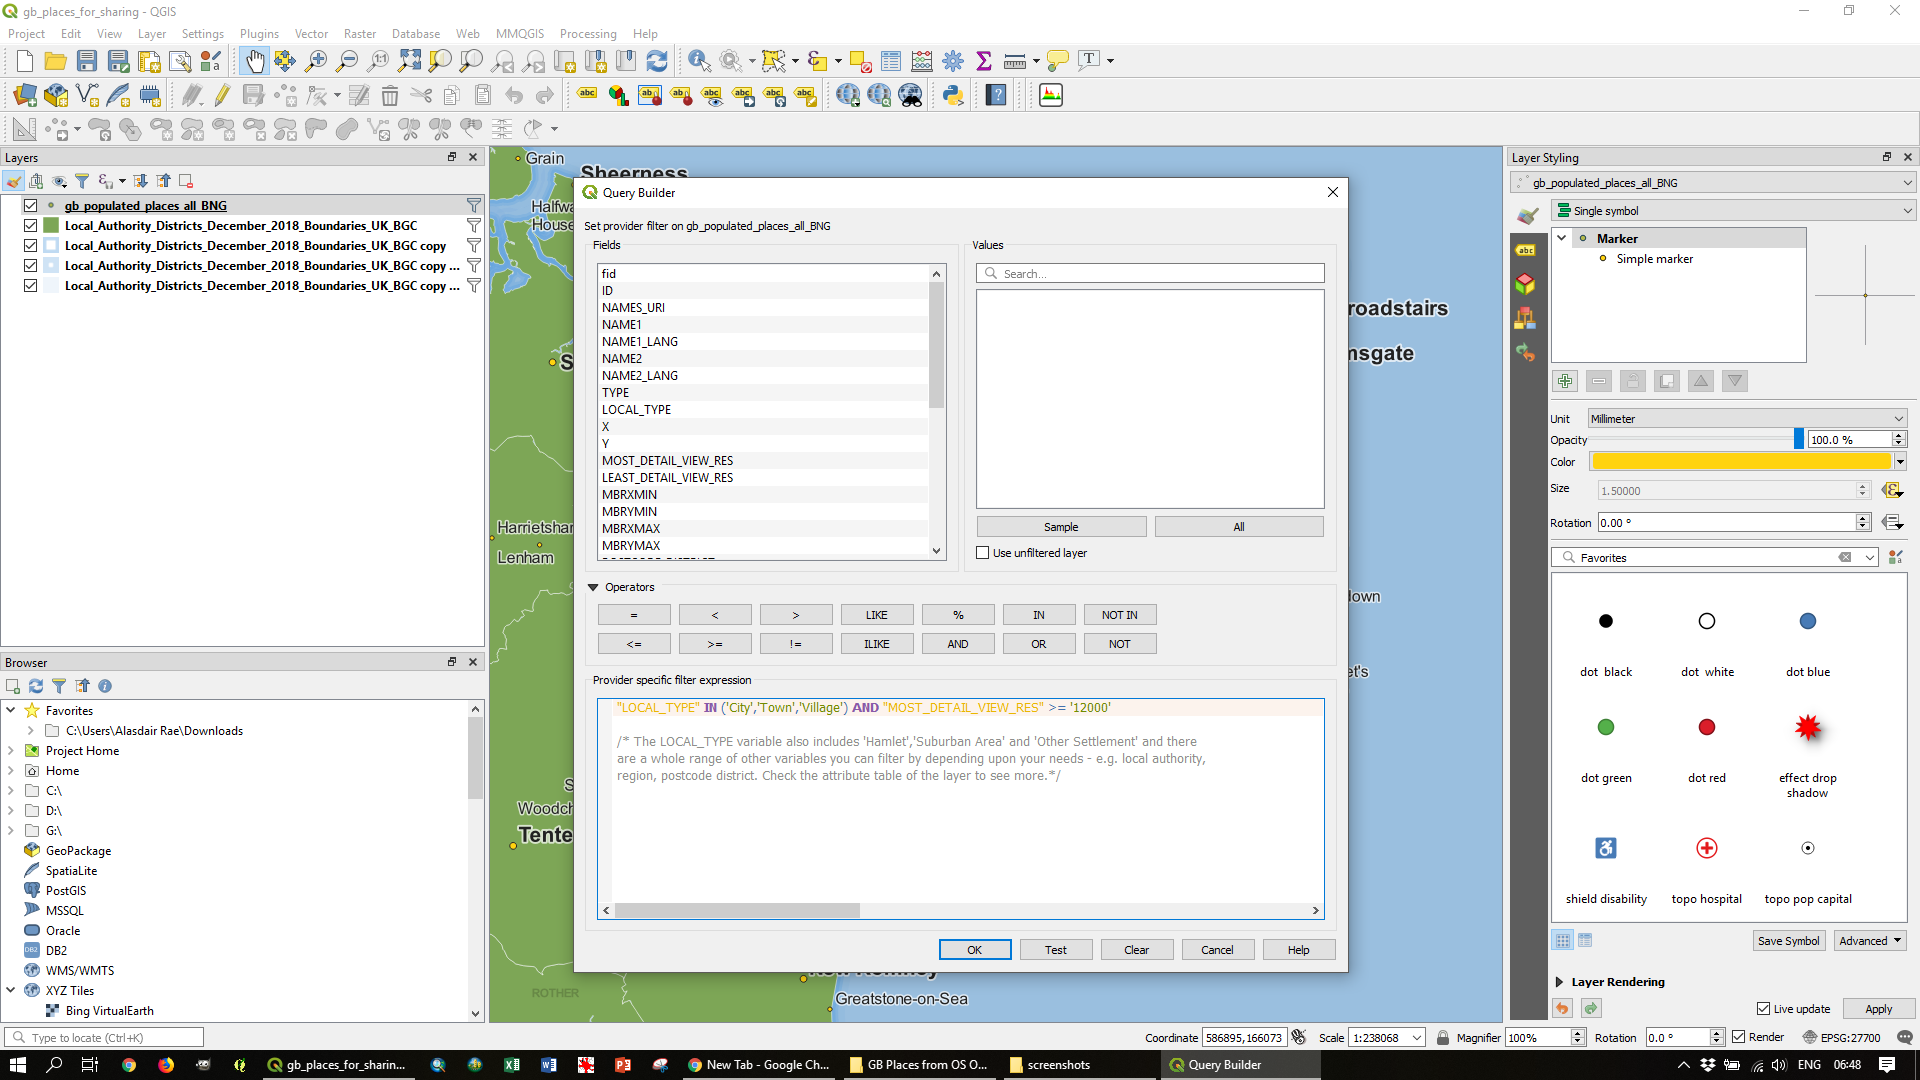 gb_places_for_sharing - QGIS
Project Edit View Layer Settings Plugins Vector Raster Database Web MMQGIS Processing Help
Layers
gb_populated_places_all_BNG
Local_Authority_Districts_December_2018_Boundaries_UK_BGC
Local_Authority_Districts_December_2018_Boundaries_UK_BGC copy
Local_Authority_Districts_December_2018_Boundaries_UK_BGC copy ...
Local_Authority_Districts_December_2018_Boundaries_UK_BGC copy ...
Browser
Favorites
C:\Users\Alasdair Rae\Downloads
Project Home
Home
C:\
D:\
G:\
GeoPackage
SpatiaLite
PostGIS
MSSQL
Oracle
DB2
WMS/WMTS
XYZ Tiles
Bing VirtualEarth
Type to locate (Ctrl+K)
Grain
Sheerness
Halfwa
House
S
Harrietshar
Lenham
S
Woodch
Tente
ROTHER
New Romney
Greatstone-on-Sea
roadstairs
msgate
down
et's
Query Builder
Set provider filter on gb_populated_places_all_BNG
Fields
fid
ID
NAMES_URI
NAME1
NAME1_LANG
NAME2
NAME2_LANG
TYPE
LOCAL_TYPE
X
Y
MOST_DETAIL_VIEW_RES
LEAST_DETAIL_VIEW_RES
MBRXMIN
MBRYMIN
MBRXMAX
MBRYMAX
Values
Search...
Sample All
Use unfiltered layer
Operators
= < > LIKE % IN NOT IN
<= >= != ILIKE AND OR NOT
Provider specific filter expression
"LOCAL_TYPE" IN ('City','Town','Village') AND "MOST_DETAIL_VIEW_RES" >= '12000'
/* The LOCAL_TYPE variable also includes 'Hamlet','Suburban Area' and 'Other Settlement' and there
are a whole range of other variables you can filter by depending upon your needs - e.g. local authority,
region, postcode district. Check the attribute table of the layer to see more.*/
OK Test Clear Cancel Help
Layer Styling
gb_populated_places_all_BNG
Single symbol
Marker
Simple marker
Unit Millimeter
Opacity 100.0 %
Color
Size 1.50000
Rotation 0.00 °
Favorites
dot black dot white dot blue
dot green dot red effect drop
shadow
shield disability topo hospital topo pop capital
Save Symbol Advanced
Layer Rendering
Live update Apply
Coordinate 586895,166073 Scale 1:238068 Magnifier 100% Rotation 0.0 ° Render EPSG:27700
gb_places_for_sharin... New Tab - Google Ch... GB Places from OS O... screenshots Query Builder ENG 06:48